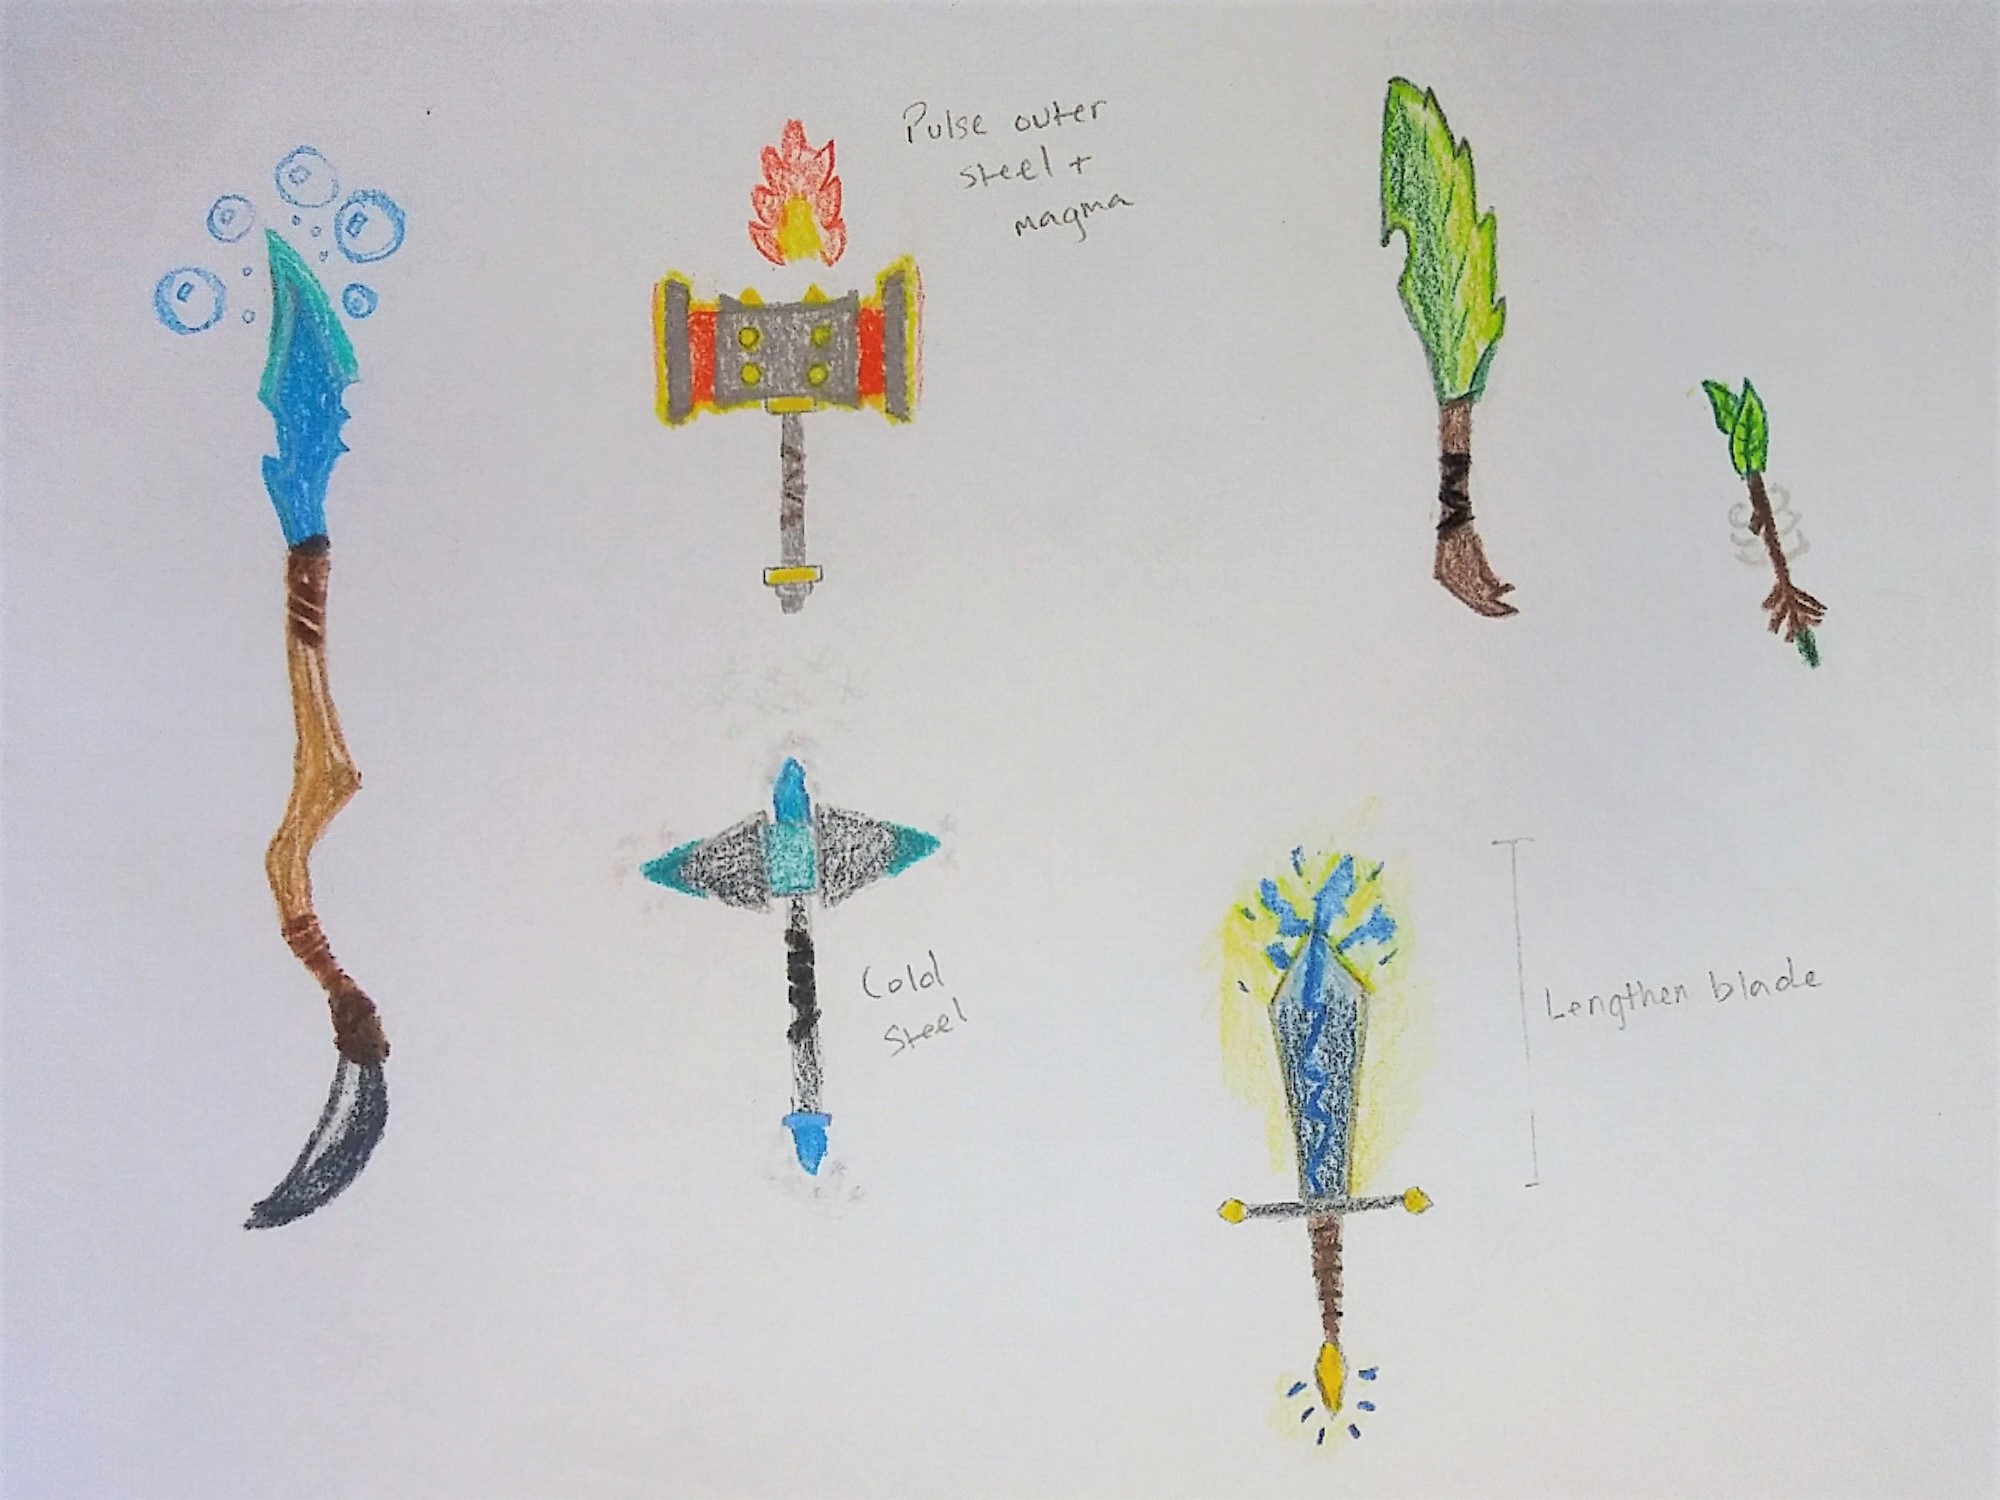 Pulse outer
steel +
magma
Cold
Steel
Lengthen blade